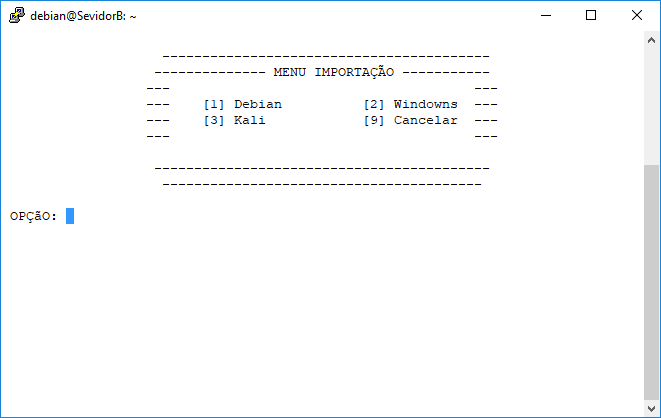 debian@SevidorB: ~
-----------------------------------------
-------------- MENU IMPORTAÇÃO -----------
---                                      ---
---    [1] Debian          [2] Windowns  ---
---    [3] Kali            [9] Cancelar  ---
---                                      ---
------------------------------------------
----------------------------------------
OPÇãO: